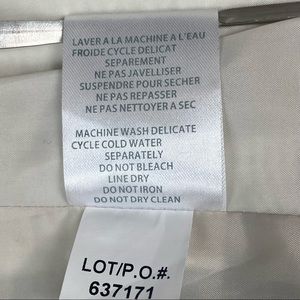 LAVER A LA MACHINE A L'EAU
FROIDE CYCLE DELICAT
SEPAREMENT
NE PAS JAVELLISER
SUSPENDRE POUR SECHER
NE PAS REPASSER
NE PAS NETTOYER A SEC
MACHINE WASH DELICATE
CYCLE COLD WATER
SEPARATELY
DO NOT BLEACH
LINE DRY
DO NOT IRON
DO NOT DRY CLEAN
LOT/P.O.#.
637171